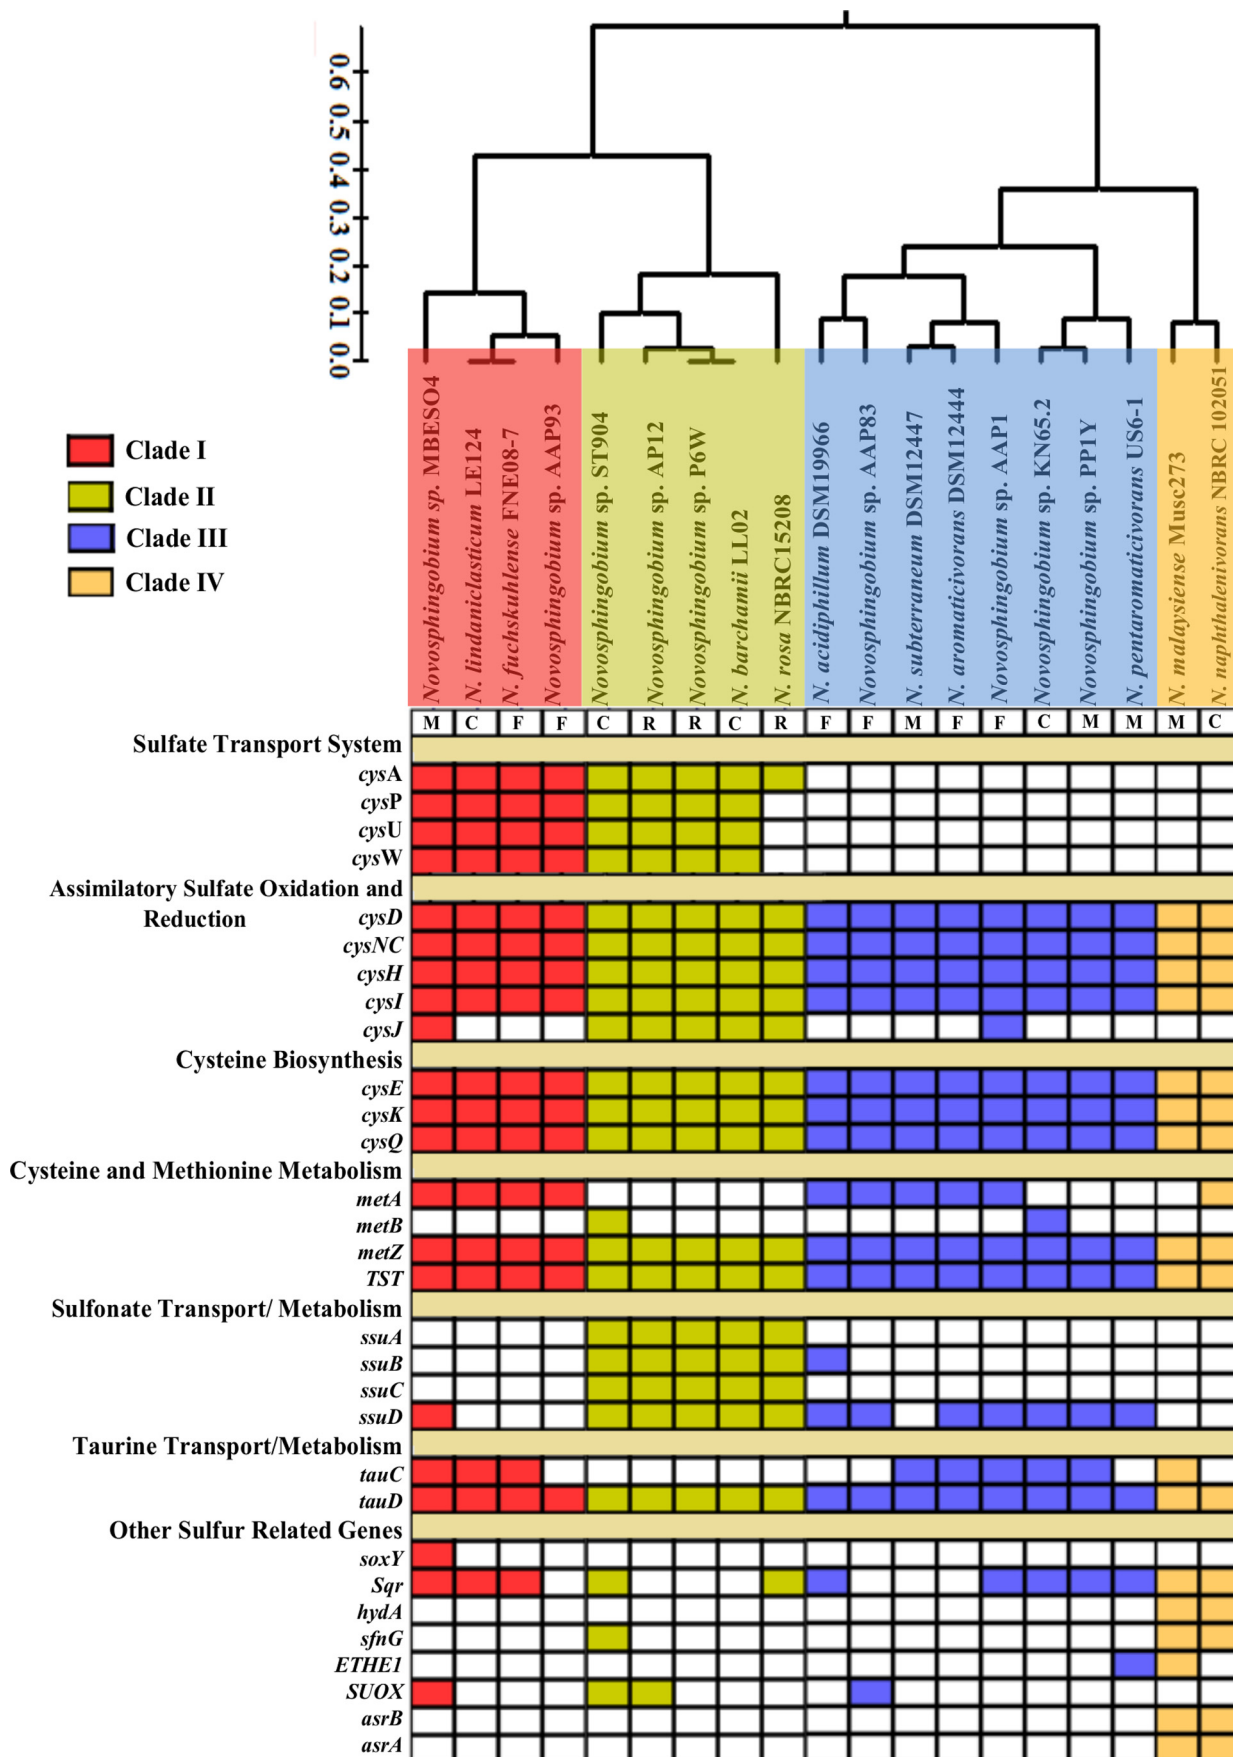 0.6
0.5
0.4
0.3
0.2
0.1
0.0
Clade I
Clade II
Clade III
Clade IV
Novosphingobium sp. MBESO4
N. lindaniclasticum LE124
N. fuchskuhlense FNE08-7
Novosphingobium sp. AAP93
Novosphingobium sp. ST904
Novosphingobium sp. AP12
Novosphingobium sp. P6W
N. barchamii LL02
N. rosa NBRC15208
N. acidiphillum DSM19966
Novosphingobium sp. AAP83
N. subterraneum DSM12447
N. aromaticivorans DSM12444
Novosphingobium sp. AAP1
Novosphingobium sp. KN65.2
Novosphingobium sp. PP1Y
N. pentaromaticivorans US6-1
N. malaysiense Musc273
N. naphthalenivorans NBRC 102051
M C F F C R R C R F F M F F C M M M C
Sulfate Transport System
cysA
cysP
cysU
cysW
Assimilatory Sulfate Oxidation and
Reduction
cysD
cysNC
cysH
cysI
cysJ
Cysteine Biosynthesis
cysE
cysK
cysQ
Cysteine and Methionine Metabolism
metA
metB
metZ
TST
Sulfonate Transport/ Metabolism
ssuA
ssuB
ssuC
ssuD
Taurine Transport/Metabolism
tauC
tauD
Other Sulfur Related Genes
soxY
Sqr
hydA
sfnG
ETHE1
SUOX
asrB
asrA